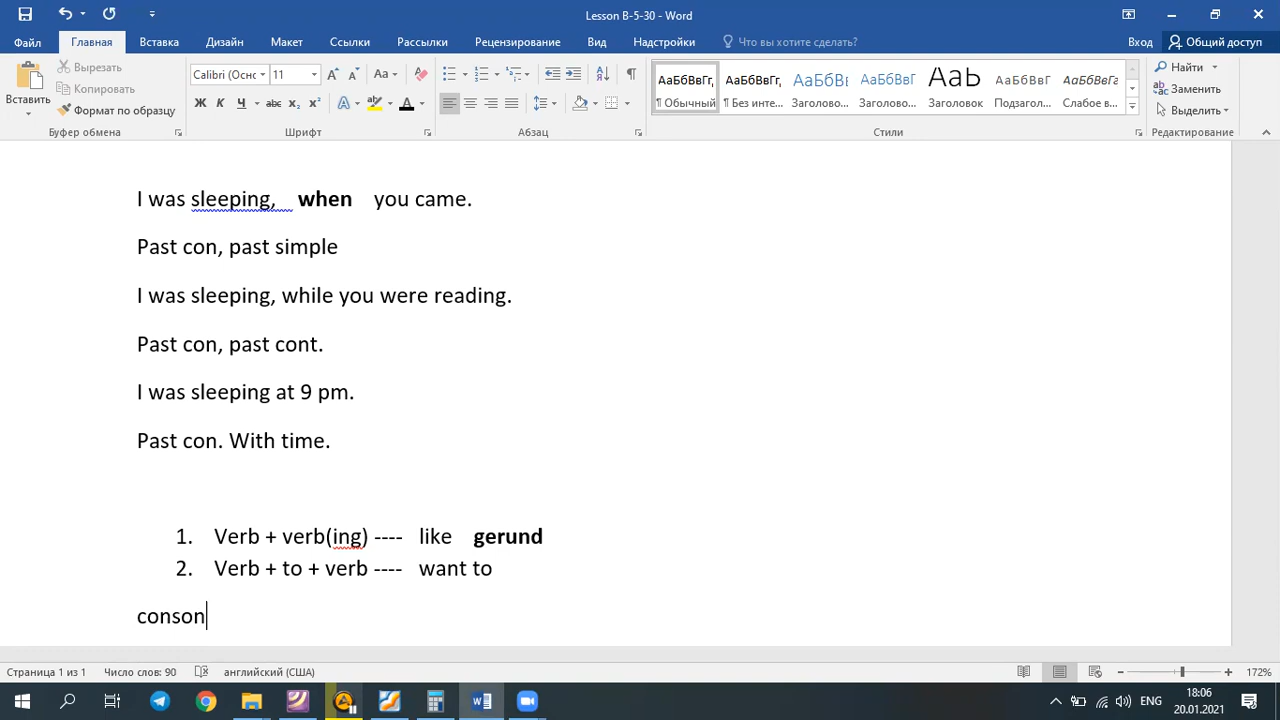 Lesson B-5-30 - Word
Файл Главная Вставка Дизайн Макет Ссылки Рассылки Рецензирование Вид Надстройки Что вы хотите сделать? Вход Общий доступ
Вставить
Вырезать
Копировать
Формат по образцу
Буфер обмена
Calibri (Оснс 11
Шрифт
Абзац
АаБбВвГг, АаБбВвГг, АаБбВі АаБбВвГ АаЬ АаБбВвГ АаБбВвГг
¶ Обычный ¶ Без инте... Заголово... Заголово... Заголовок Подзагол... Слабое в...
Стили
Найти
Заменить
Выделить
Редактирование
I was sleeping, when you came.
Past con, past simple
I was sleeping, while you were reading.
Past con, past cont.
I was sleeping at 9 pm.
Past con. With time.
1. Verb + verb(ing) ---- like gerund
2. Verb + to + verb ---- want to
conson
Страница 1 из 1 Число слов: 90 английский (США) 172%
ENG 18:06
20.01.2021